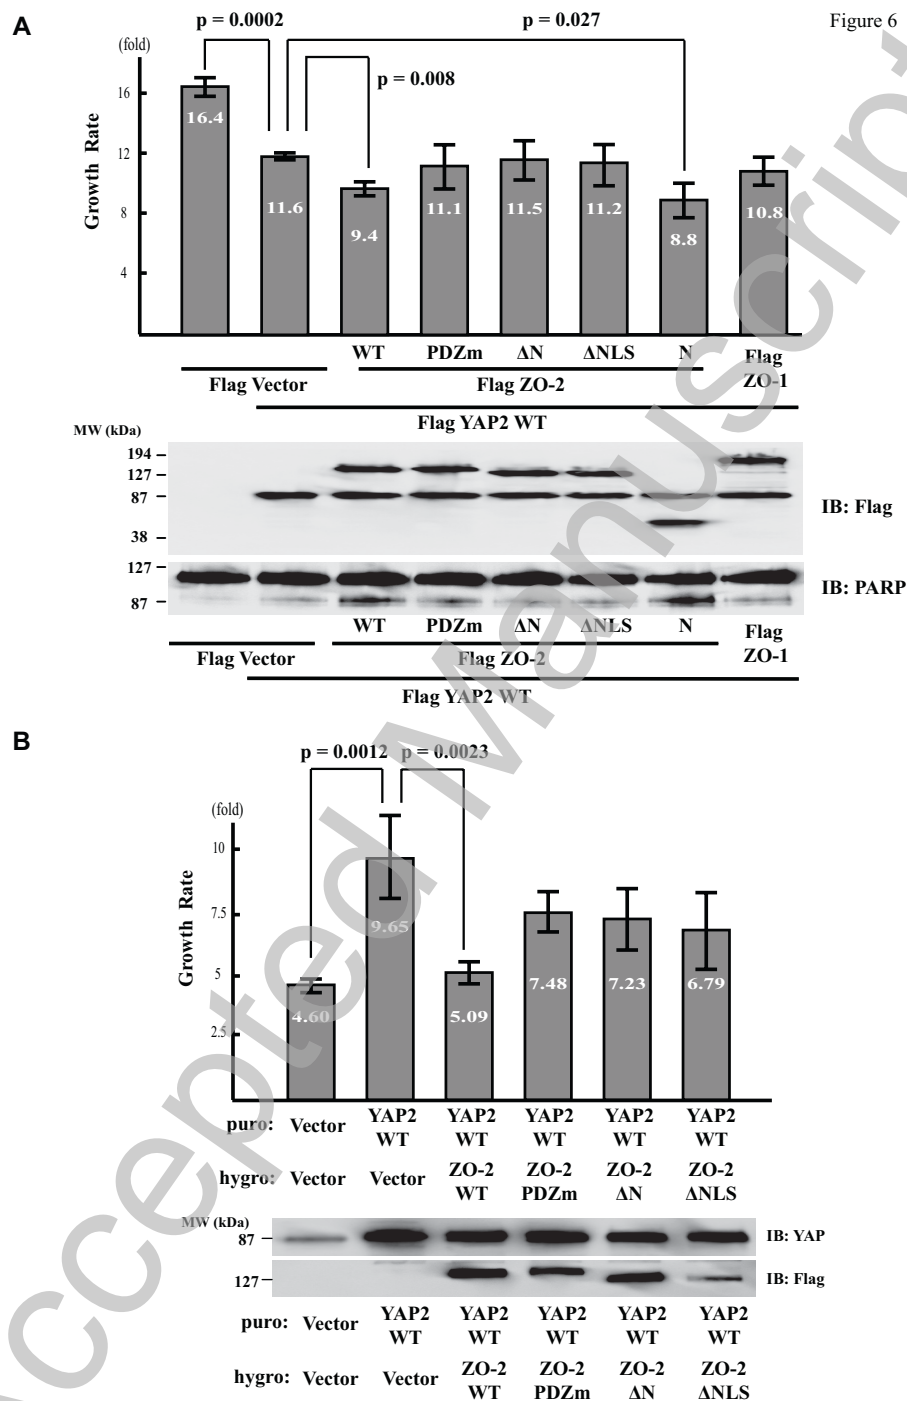 A
Figure 6
p = 0.0002
p = 0.027
p = 0.008
(fold)
Growth Rate
16
12
8
4
16.4
11.6
9.4
11.1
11.5
11.2
8.8
10.8
WT PDZm ΔN ΔNLS N Flag
ZO-1
Flag Vector Flag ZO-2
Flag YAP2 WT
MW (kDa)
194
127
87
38
IB: Flag
127
87
IB: PARP
WT PDZm ΔN ΔNLS N Flag
ZO-1
Flag Vector Flag ZO-2
Flag YAP2 WT
B
p = 0.0012 p = 0.0023
(fold)
Growth Rate
10
7.5
5
2.5
4.60
9.65
5.09
7.48
7.23
6.79
puro: Vector YAP2 YAP2 YAP2 YAP2 YAP2
WT WT WT WT WT
hygro: Vector Vector ZO-2 ZO-2 ZO-2 ZO-2
WT PDZm ΔN ΔNLS
MW (kDa)
87
IB: YAP
127
IB: Flag
puro: Vector YAP2 YAP2 YAP2 YAP2 YAP2
WT WT WT WT WT
hygro: Vector Vector ZO-2 ZO-2 ZO-2 ZO-2
WT PDZm ΔN ΔNLS
Accepted Manuscript